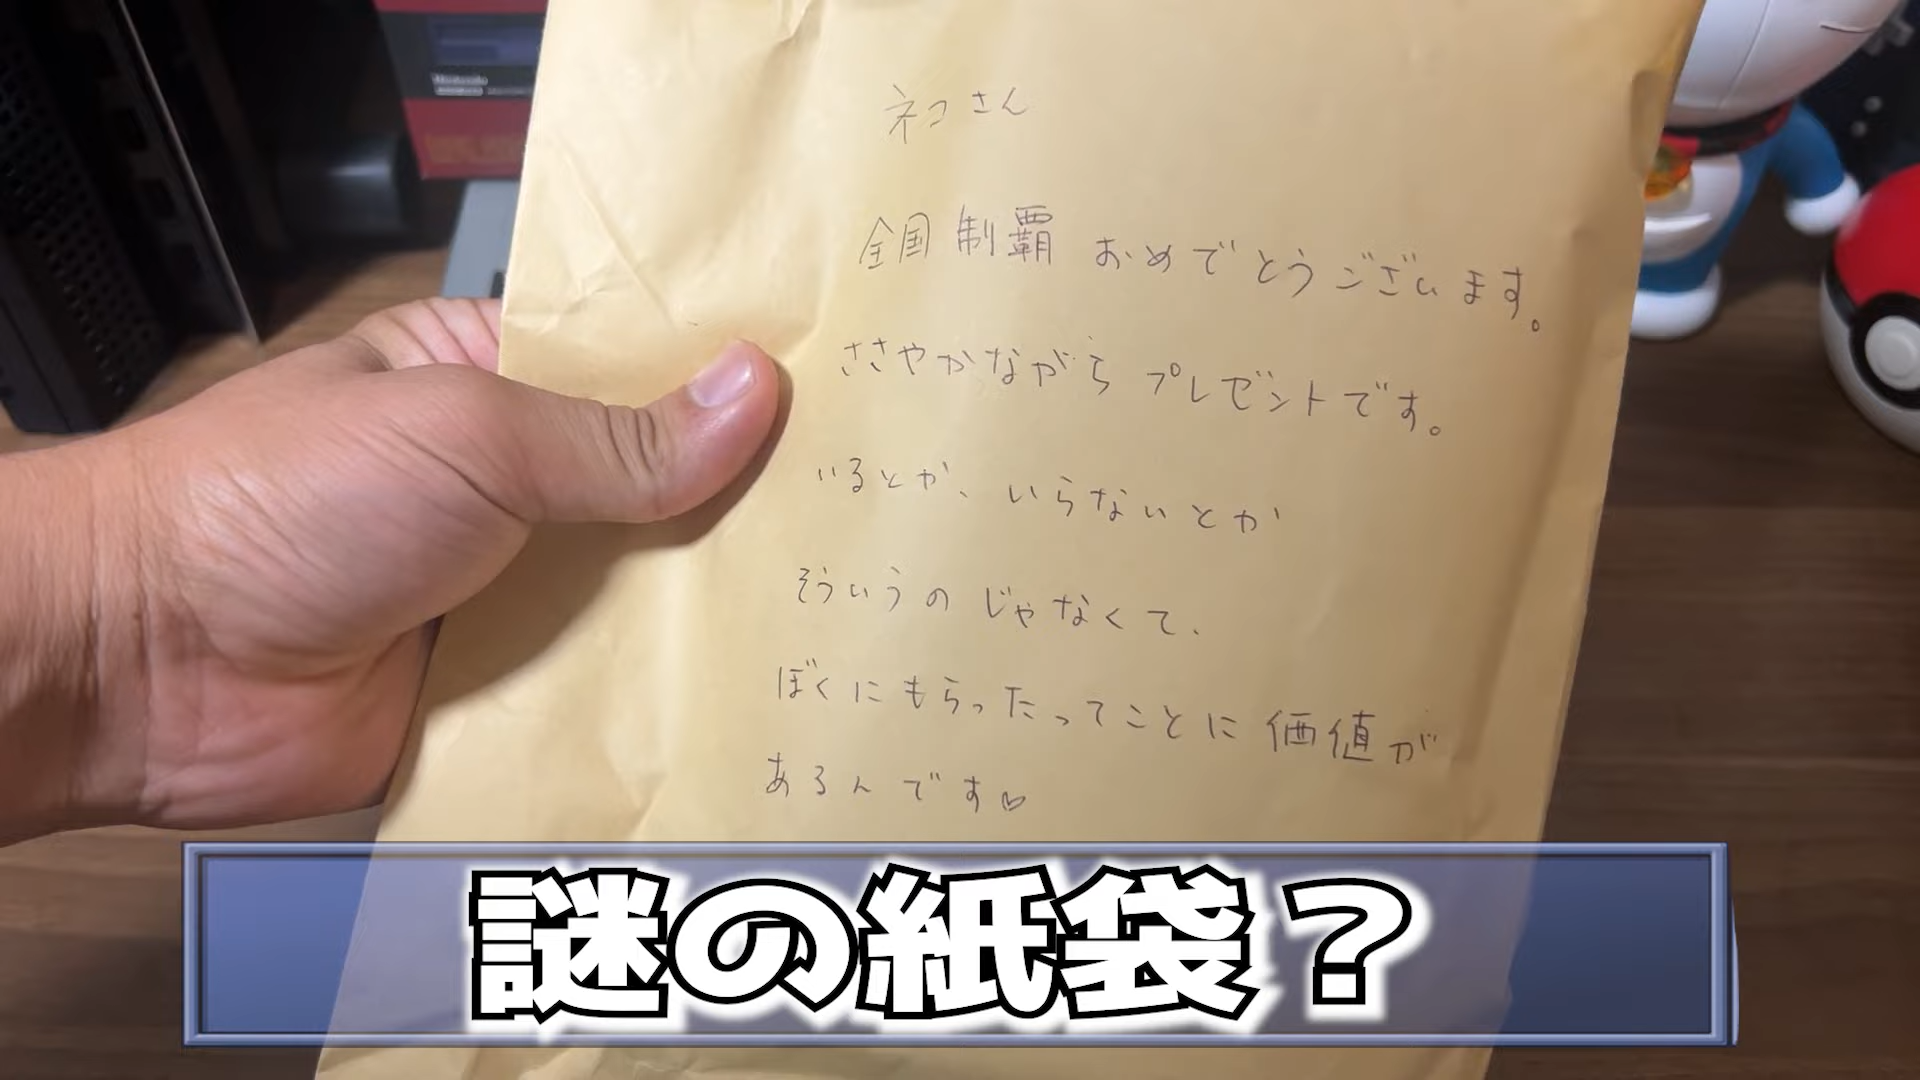 Nintendo
ネコさん
全国制覇 おめでとうございます。
ささやかながら プレゼントです。
いるとか、いらないとか
そういうの じゃなくて、
ぼくにもらったってことに価値が
あるんです♡
謎の紙袋？